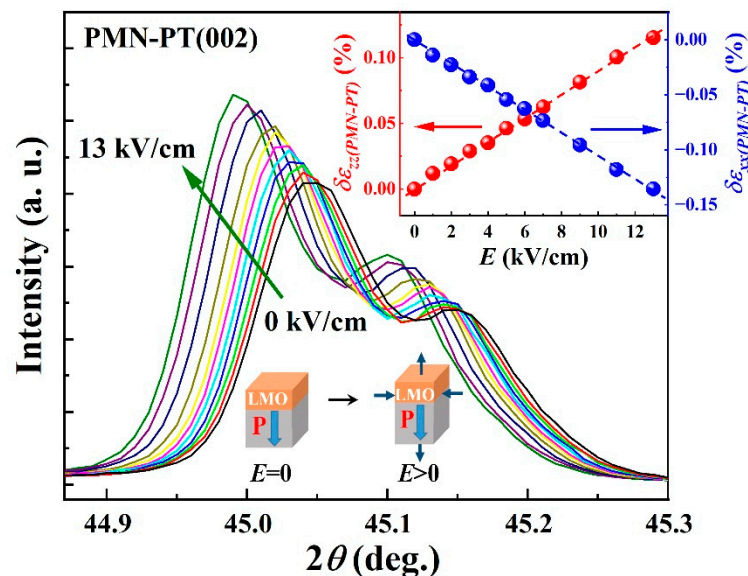 PMN-PT(002)
13 kV/cm
0 kV/cm
Intensity (a. u.)
44.9 45.0 45.1 45.2 45.3
2θ (deg.)
LMO
P
E=0
LMO
P
E>0
δε_zz(PMN-PT) (%)
0.10
0.05
0.00
0 2 4 6 8 10 12
E (kV/cm)
0.00
−0.05
−0.10
−0.15
δε_xx(PMN-PT) (%)